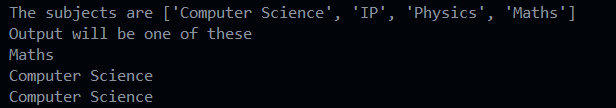 The subjects are ['Computer Science', 'IP', 'Physics', 'Maths']
Output will be one of these
Maths
Computer Science
Computer Science